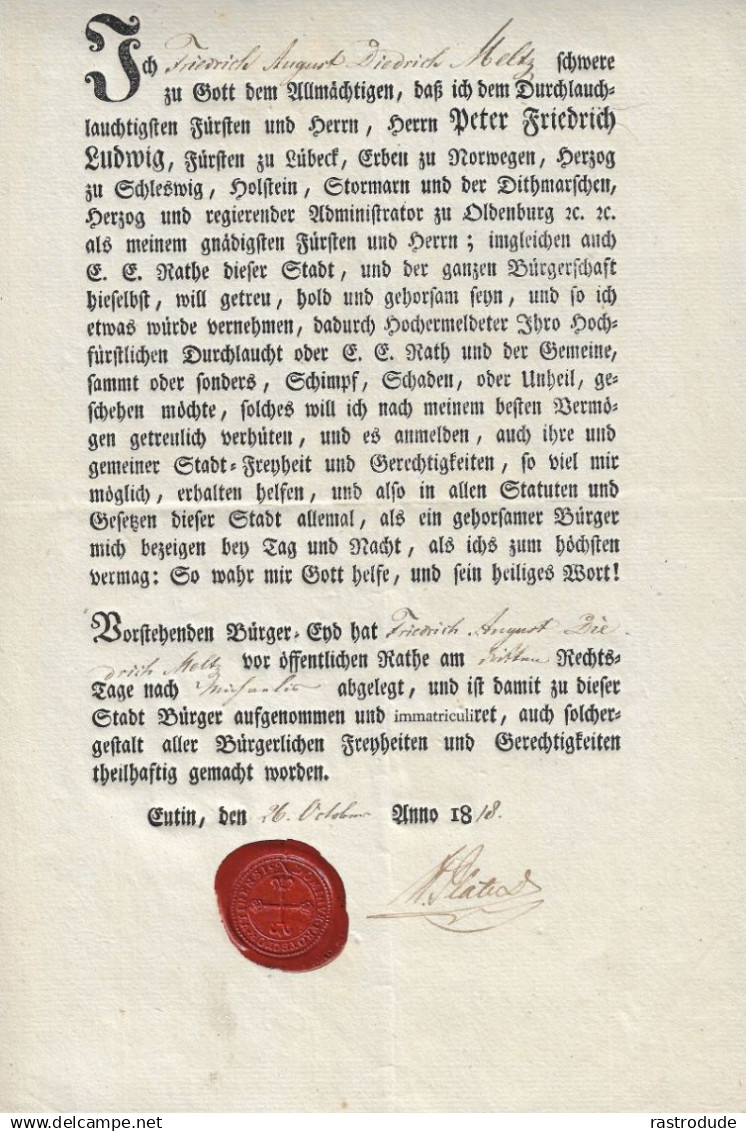 Ich Friedrich August Diedrich Meltz schwere
zu Gott dem Allmächtigen, daß ich dem Durchlauch-
lauchtigsten Fürsten und Herrn, Herrn Peter Friedrich
Ludwig, Fürsten zu Lübeck, Erben zu Norwegen, Herzog
zu Schleswig, Holstein, Stormarn und der Dithmarschen,
Herzog und regierender Administrator zu Oldenburg ꝛc. ꝛc.
als meinem gnädigsten Fürsten und Herrn; imgleichen auch
E. E. Rathe dieser Stadt, und der ganzen Bürgerschaft
hieselbst, will getreu, hold und gehorsam seyn, und so ich
etwas würde vernehmen, dadurch Hochermeldeter Ihro Hoch-
fürstlichen Durchlaucht oder E. E. Rath und der Gemeine,
sammt oder sonders, Schimpf, Schaden, oder Unheil, ge-
schehen möchte, solches will ich nach meinem besten Vermö-
gen getreulich verhüten, und es anmelden, auch ihre und
gemeiner Stadt-Freyheit und Gerechtigkeiten, so viel mir
möglich, erhalten helfen, und also in allen Statuten und
Gesetzen dieser Stadt allemal, als ein gehorsamer Bürger
mich bezeigen bey Tag und Nacht, als ichs zum höchsten
vermag: So wahr mir Gott helfe, und sein heiliges Wort!
Vorstehenden Bürger-Eyd hat Friedrich August Die-
drich Meltz vor öffentlichen Rathe am dritten Rechts-
Tage nach Michaelis abgelegt, und ist damit zu dieser
Stadt Bürger aufgenommen und immatriculiret, auch solcher-
gestalt aller Bürgerlichen Freyheiten und Gerechtigkeiten
theilhaftig gemacht worden.
Eutin, den 26. October Anno 1818.
rastrodude